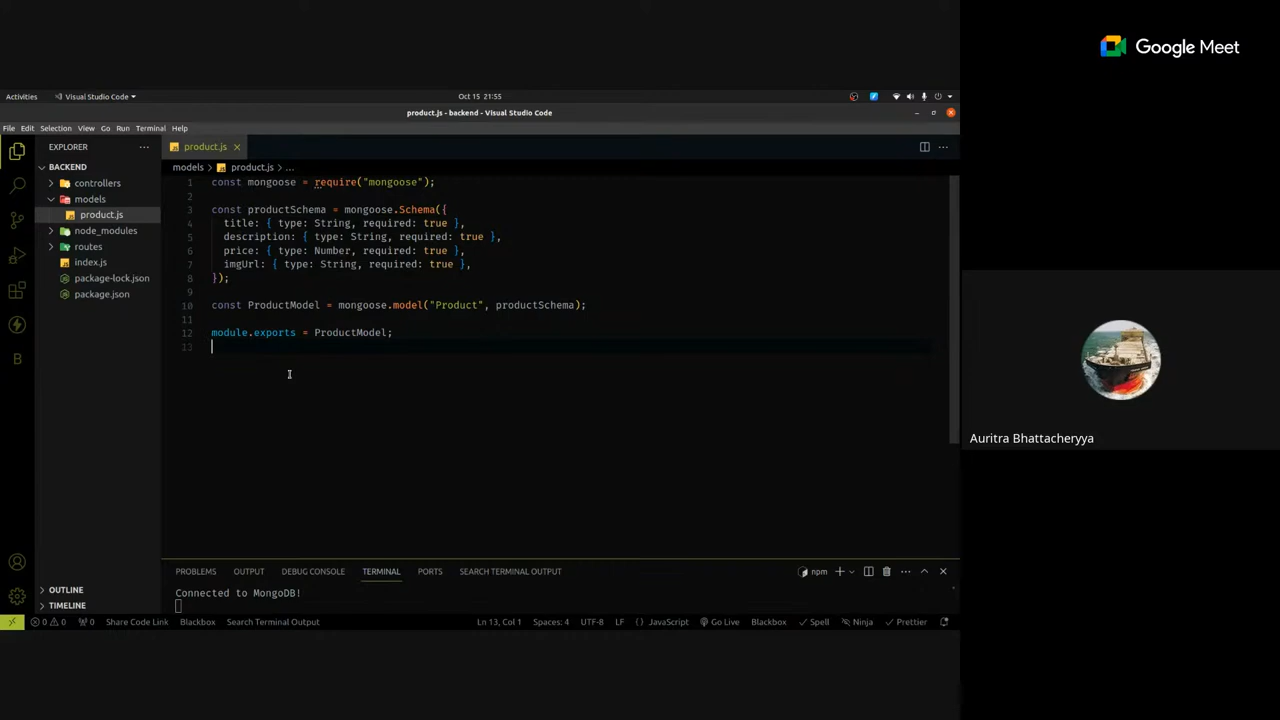 Google Meet
Activities
Visual Studio Code
Oct 15 21:55
product.js - backend - Visual Studio Code
File Edit Selection View Go Run Terminal Help
EXPLORER
product.js
BACKEND
models > product.js > ...
controllers
models
product.js
node_modules
routes
index.js
package-lock.json
package.json
1 const mongoose = require("mongoose");
2
3 const productSchema = mongoose.Schema({
4 title: { type: String, required: true },
5 description: { type: String, required: true },
6 price: { type: Number, required: true },
7 imgUrl: { type: String, required: true },
8 });
9
10 const ProductModel = mongoose.model("Product", productSchema);
11
12 module.exports = ProductModel;
13
Auritra Bhattacheryya
PROBLEMS OUTPUT DEBUG CONSOLE TERMINAL PORTS SEARCH TERMINAL OUTPUT
npm
Connected to MongoDB!
OUTLINE
TIMELINE
0 0 0 Share Code Link Blackbox Search Terminal Output Ln 13, Col 1 Spaces: 4 UTF-8 LF { } JavaScript Go Live Blackbox Spell Ninja Prettier